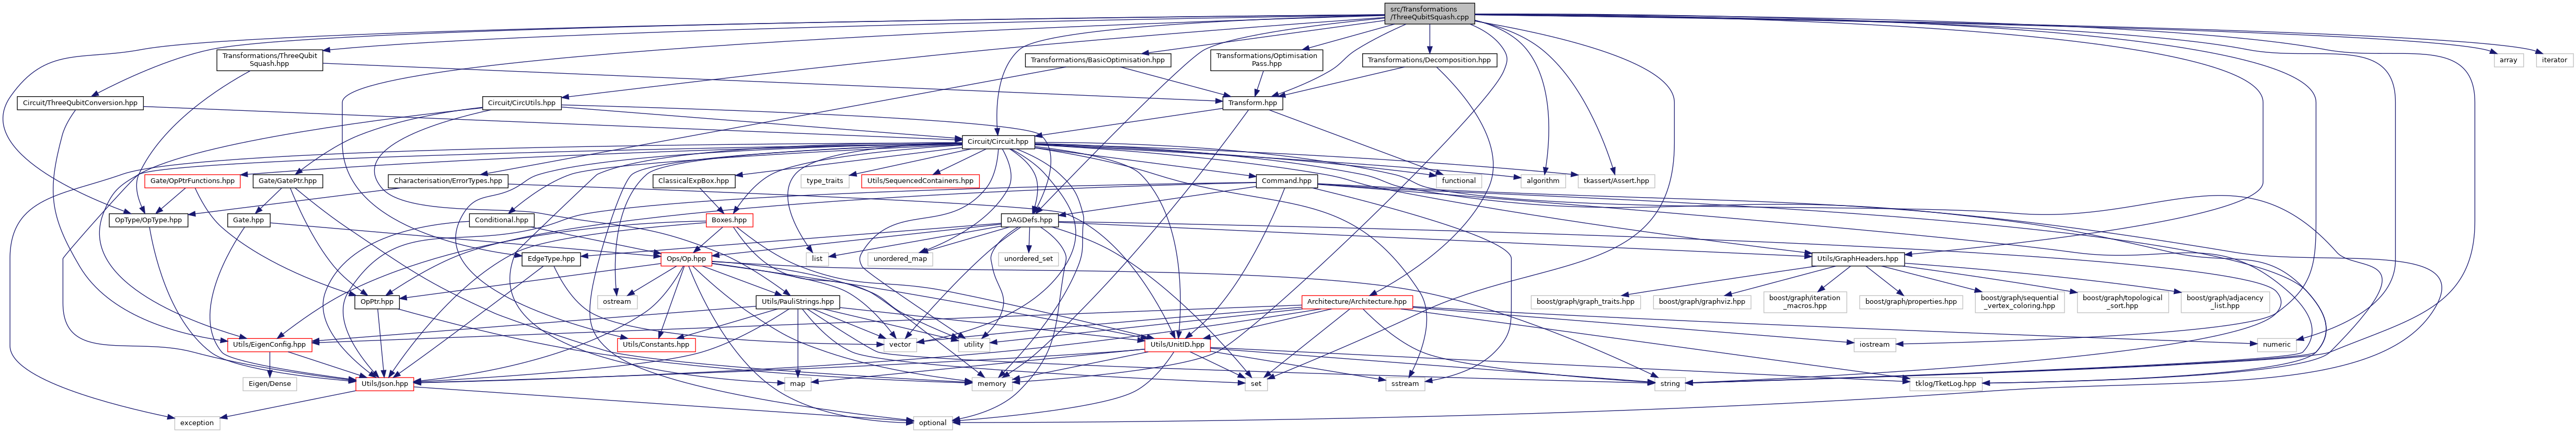 src/Transformations
/ThreeQubitSquash.cpp
Transformations/ThreeQubit
Squash.hpp
Transformations/BasicOptimisation.hpp
Transformations/Optimisation
Pass.hpp
Transformations/Decomposition.hpp
array
iterator
Circuit/ThreeQubitConversion.hpp
Circuit/CircUtils.hpp
Transform.hpp
Circuit/Circuit.hpp
Gate/OpPtrFunctions.hpp
Gate/GatePtr.hpp
Characterisation/ErrorTypes.hpp
ClassicalExpBox.hpp
type_traits
Utils/SequencedContainers.hpp
Command.hpp
functional
algorithm
tkassert/Assert.hpp
OpType/OpType.hpp
Gate.hpp
Conditional.hpp
Boxes.hpp
DAGDefs.hpp
EdgeType.hpp
Ops/Op.hpp
list
unordered_map
unordered_set
Utils/GraphHeaders.hpp
OpPtr.hpp
ostream
Utils/PauliStrings.hpp
Architecture/Architecture.hpp
boost/graph/graph_traits.hpp
boost/graph/graphviz.hpp
boost/graph/iteration
_macros.hpp
boost/graph/properties.hpp
boost/graph/sequential
_vertex_coloring.hpp
boost/graph/topological
_sort.hpp
boost/graph/adjacency
_list.hpp
Utils/EigenConfig.hpp
Utils/Constants.hpp
vector
utility
Utils/UnitID.hpp
iostream
numeric
Eigen/Dense
Utils/Json.hpp
map
memory
set
sstream
string
tklog/TketLog.hpp
exception
optional